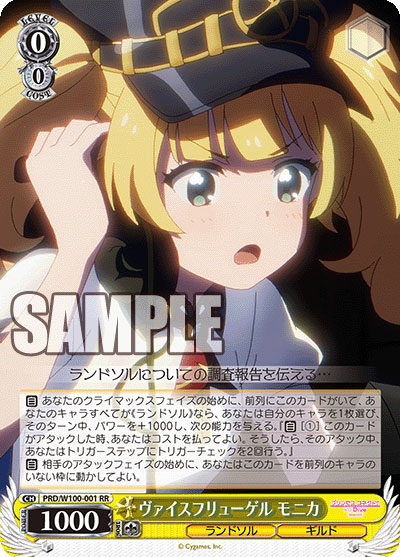 LEVEL
0
0
COST
SAMPLE
ランドソルについての調査報告を伝える…
自 あなたのクライマックスフェイズの始めに、前列にこのカードがいて、あ
なたのキャラすべてが《ランドソル》なら、あなたは自分のキャラを1枚選び、
そのターン中、パワーを+1000し、次の能力を与える。『自 [①] このカー
ドがアタックした時、あなたはコストを払ってよい。そうしたら、そのアタック中、
あなたはトリガーステップにトリガーチェックを2回行う。』
自 相手のアタックフェイズの始めに、あなたはこのカードを前列のキャラの
いない枠に動かしてよい。
CH PRD/W100-001 RR
ヴァイスフリューゲル モニカ
POWER 1000 SOUL
ランドソル ギルド
© Cygames, Inc.